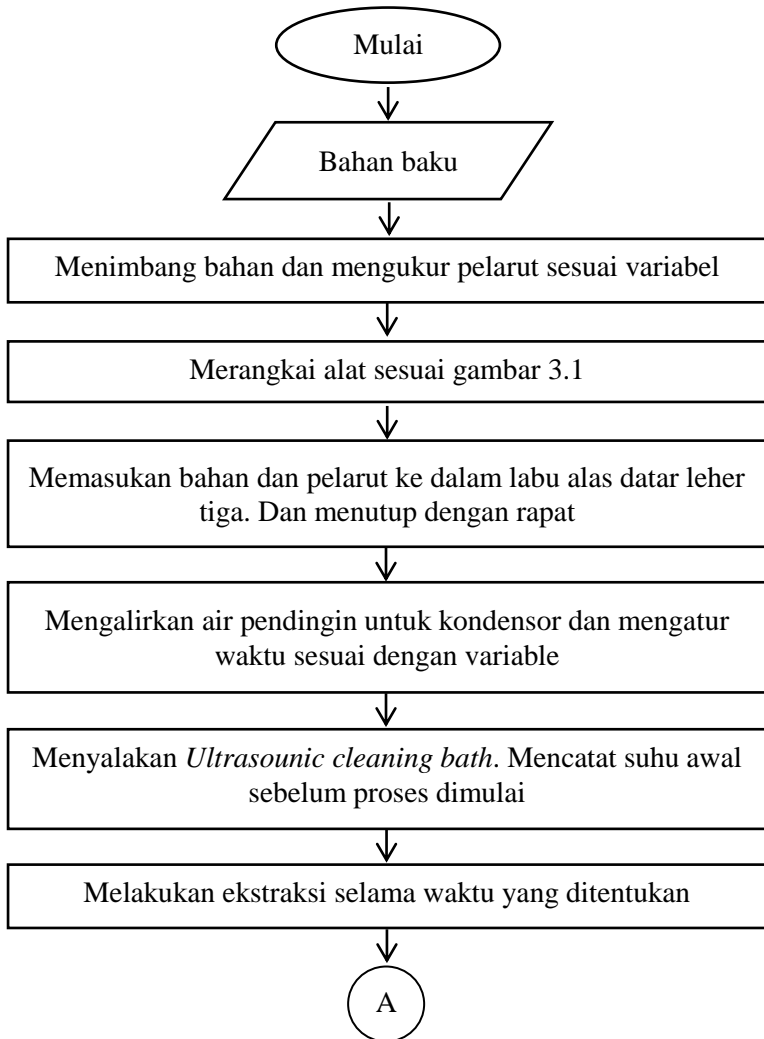 Mulai
Bahan baku
Menimbang bahan dan mengukur pelarut sesuai variabel
Merangkai alat sesuai gambar 3.1
Memasukan bahan dan pelarut ke dalam labu alas datar leher
tiga. Dan menutup dengan rapat
Mengalirkan air pendingin untuk kondensor dan mengatur
waktu sesuai dengan variable
Menyalakan Ultrasounic cleaning bath. Mencatat suhu awal
sebelum proses dimulai
Melakukan ekstraksi selama waktu yang ditentukan
A